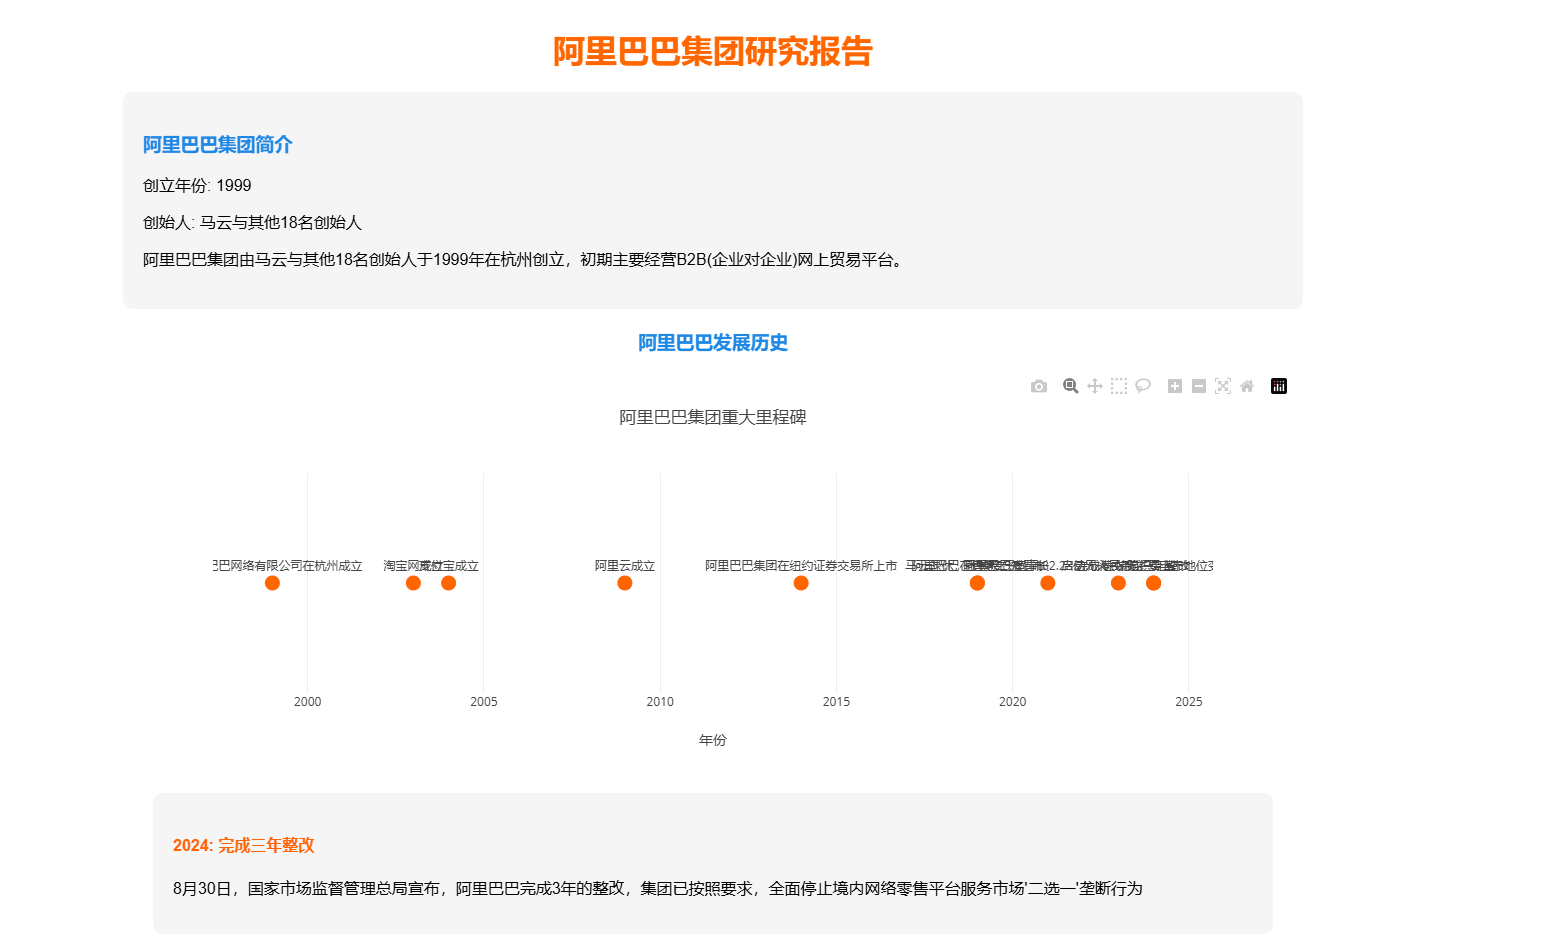 阿里巴巴集团研究报告
阿里巴巴集团简介
创立年份: 1999
创始人: 马云与其他18名创始人
阿里巴巴集团由马云与其他18名创始人于1999年在杭州创立，初期主要经营B2B(企业对企业)网上贸易平台。
阿里巴巴发展历史
阿里巴巴集团重大里程碑
巴网络有限公司在杭州成立 淘宝网成立 支付宝成立 阿里云成立 阿里巴巴集团在纽约证券交易所上市
2000 2005 2010 2015 2020 2025
年份
2024: 完成三年整改
8月30日，国家市场监督管理总局宣布，阿里巴巴完成3年的整改，集团已按照要求，全面停止境内网络零售平台服务市场'二选一'垄断行为